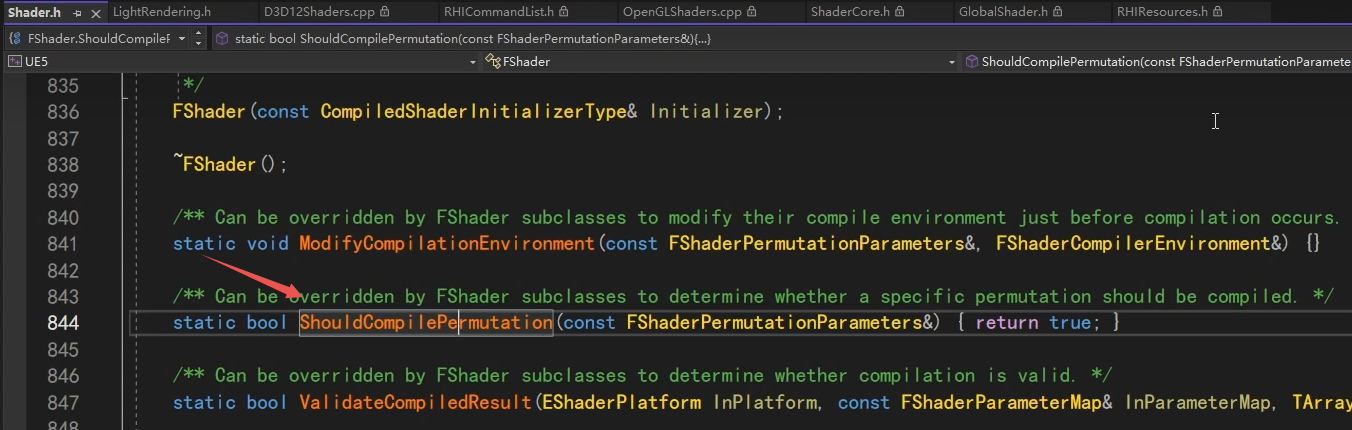 Shader.h LightRendering.h D3D12Shaders.cpp RHICommandList.h OpenGLShaders.cpp ShaderCore.h GlobalShader.h RHIResources.h
FShader.ShouldCompileF static bool ShouldCompilePermutation(const FShaderPermutationParameters&){...}
UE5 FShader ShouldCompilePermutation(const FShaderPermutationParamete
835 */
836 FShader(const CompiledShaderInitializerType& Initializer);
837
838 ~FShader();
839
840 /** Can be overridden by FShader subclasses to modify their compile environment just before compilation occurs.
841 static void ModifyCompilationEnvironment(const FShaderPermutationParameters&, FShaderCompilerEnvironment&) {}
842
843 /** Can be overridden by FShader subclasses to determine whether a specific permutation should be compiled. */
844 static bool ShouldCompilePermutation(const FShaderPermutationParameters&) { return true; }
845
846 /** Can be overridden by FShader subclasses to determine whether compilation is valid. */
847 static bool ValidateCompiledResult(EShaderPlatform InPlatform, const FShaderParameterMap& InParameterMap, TArray
848